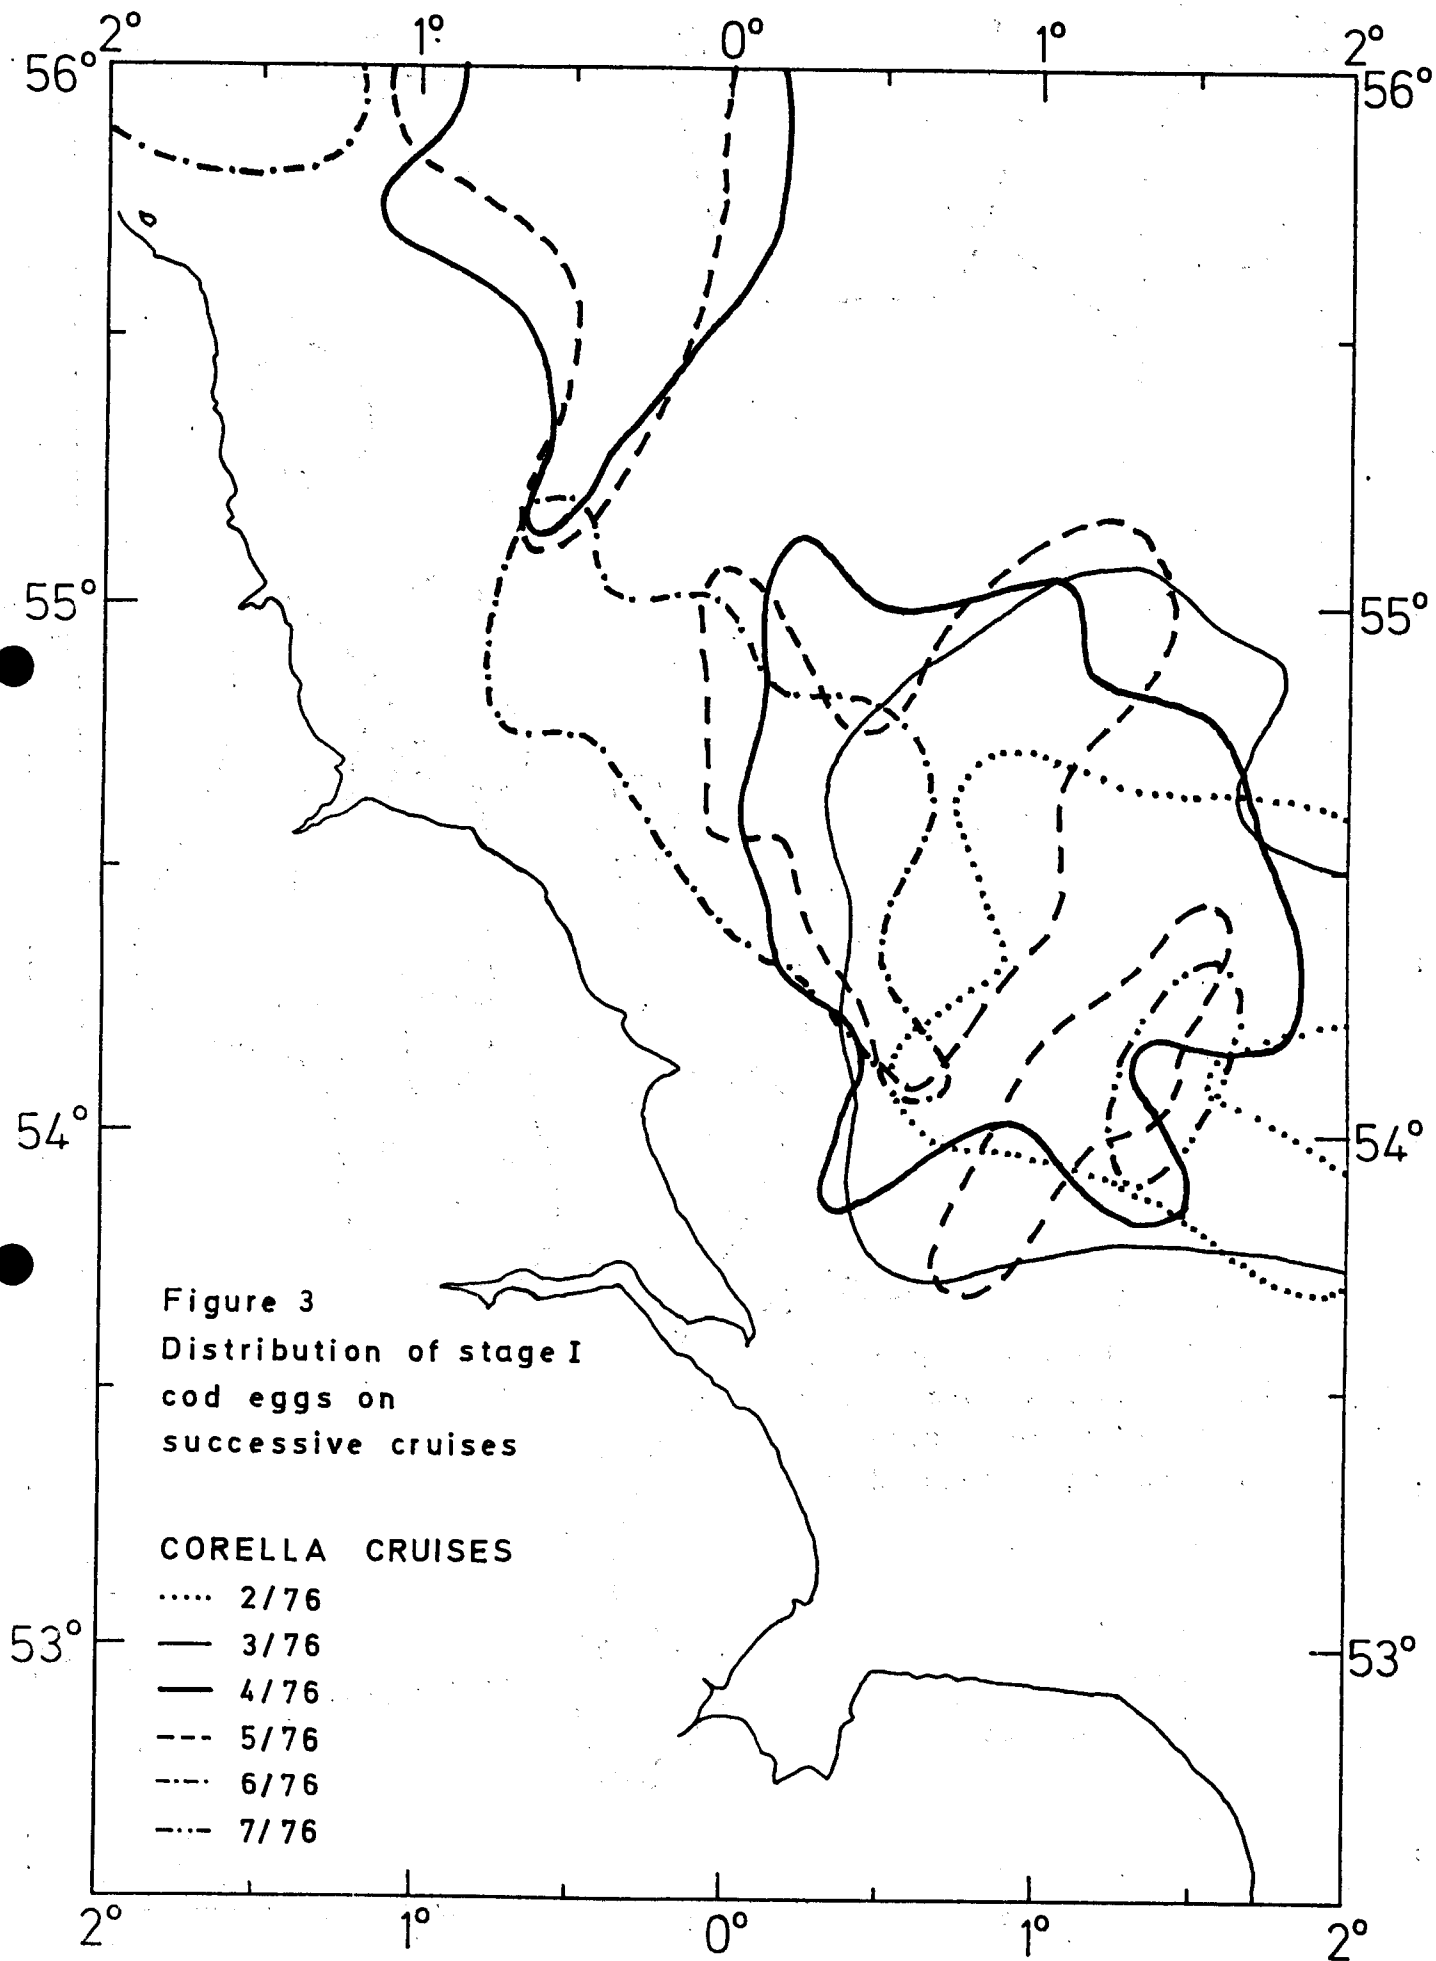 2° 1° 0° 1° 2°
56° 56°
55° 55°
54° 54°
Figure 3
Distribution of stage I
cod eggs on
successive cruises
CORELLA CRUISES
2/76
53° 3/76 53°
4/76
5/76
6/76
7/76
2° 1° 0° 1° 2°